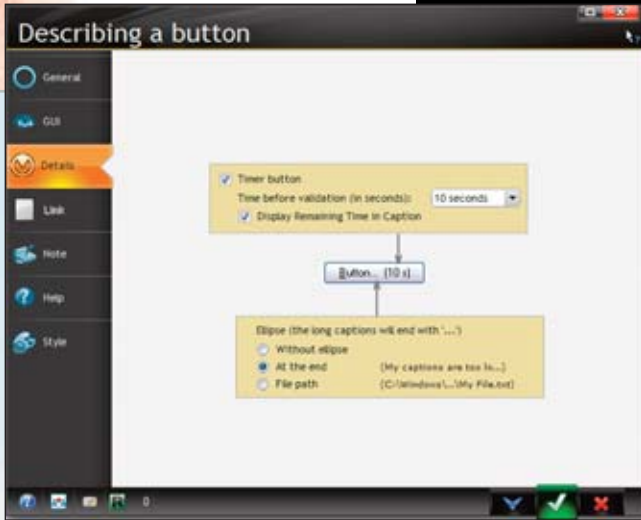 Describing a button
General
GUI
Details
Link
Note
Help
Style
Timer button
Time before validation (in seconds): 10 seconds
Display Remaining Time in Caption
Button... (10 s)
Ellipse (the long captions will end with '...')
Without ellipse
At the end (My captions are too lo...)
File path (C:\Windows\...\My File.txt)
0